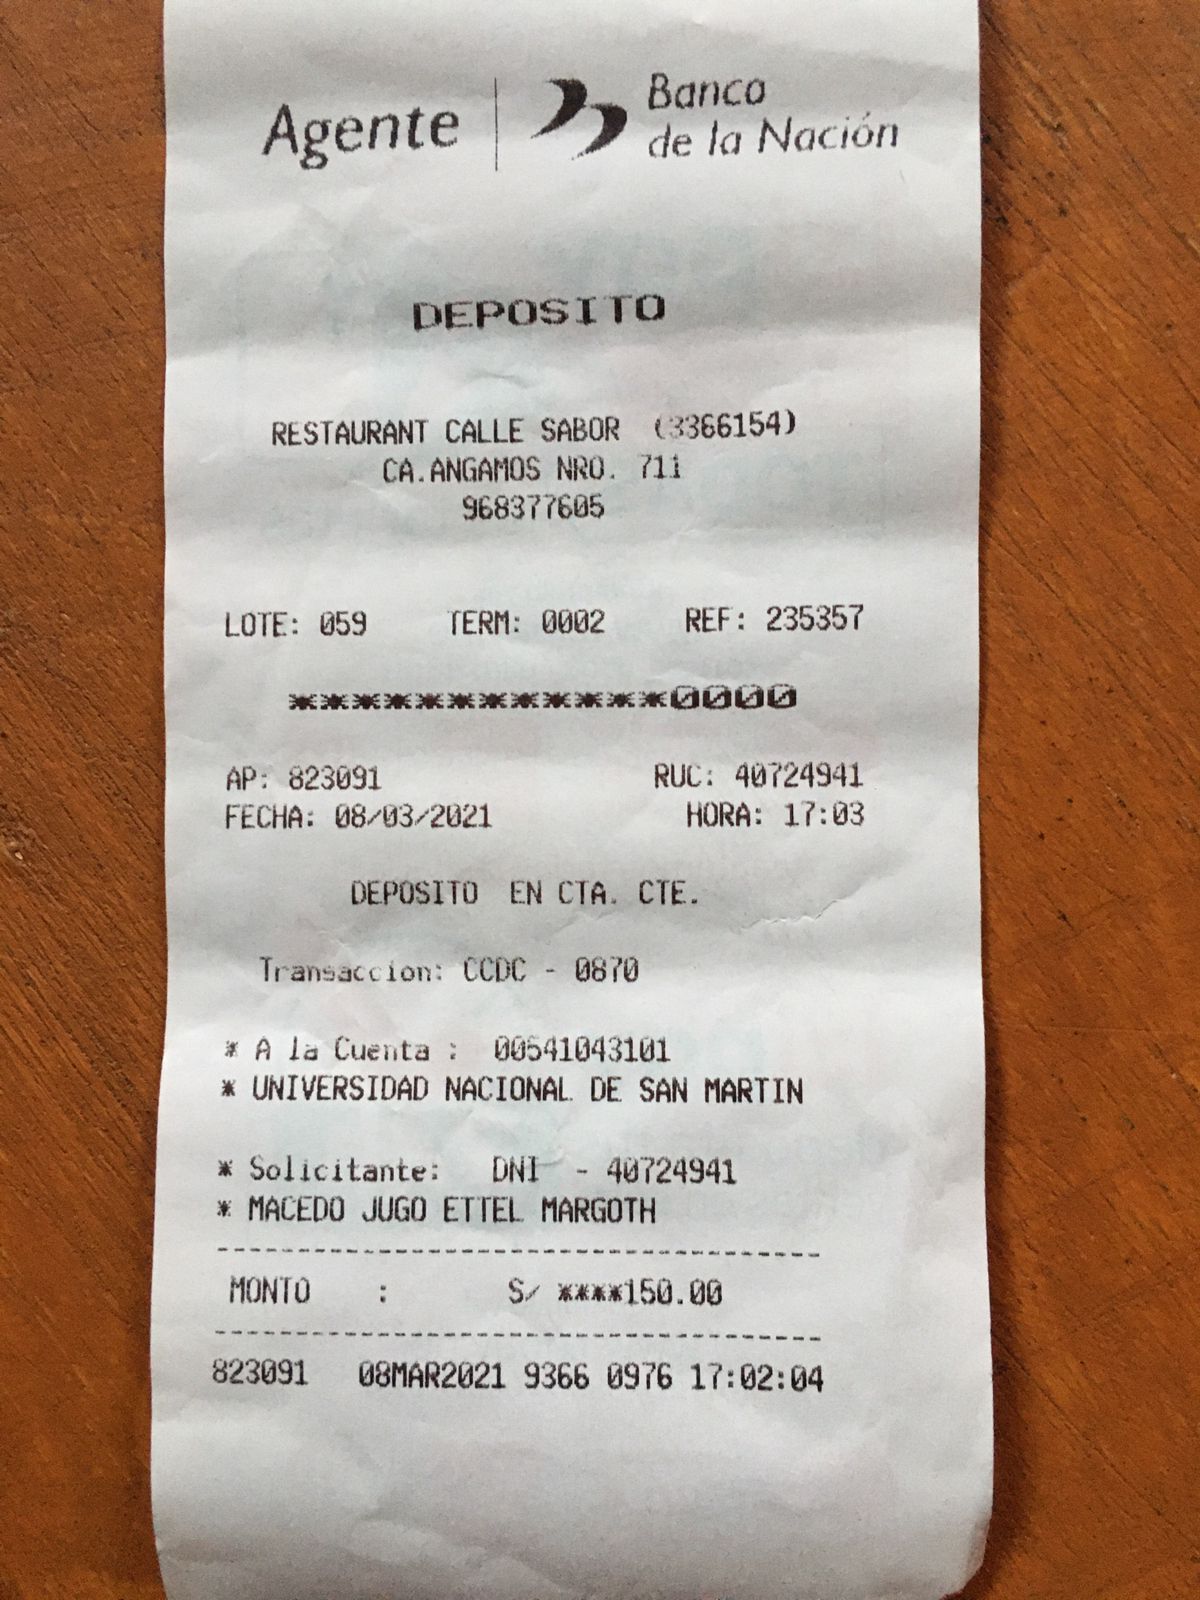 Agente
Banco
de la Nación
DEPOSITO
RESTAURANT CALLE SABOR (3366154)
CA.ANGAMOS NRO. 711
968377605
LOTE: 059 TERM: 0002 REF: 235357
************0000
AP: 823091 RUC: 40724941
FECHA: 08/03/2021 HORA: 17:03
DEPOSITO EN CTA. CTE.
Transaccion: CCDC - 0870
* A la Cuenta : 00541043101
* UNIVERSIDAD NACIONAL DE SAN MARTIN
* Solicitante: DNI - 40724941
* MACEDO JUGO ETTEL MARGOTH
----------------------------------------
MONTO : S/ ****150.00
----------------------------------------
823091 08MAR2021 9366 0976 17:02:04